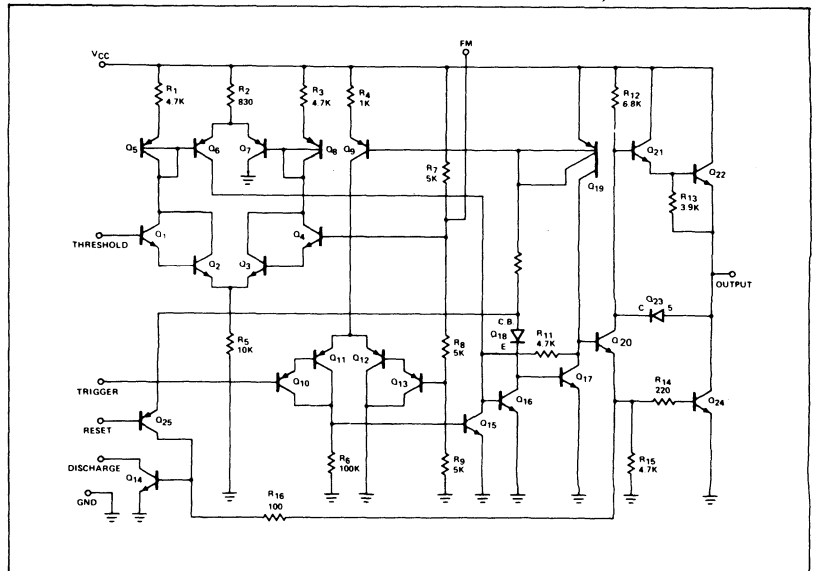 FM
VCC
R1
4.7K
R2
830
R3
4.7K
R4
1K
R12
6.8K
Q5
Q6
Q7
Q8
Q9
R7
5K
Q19
Q21
Q22
R13
3.9K
THRESHOLD
Q1
Q2
Q3
Q4
OUTPUT
R5
10K
R8
5K
C B
Q18
E
R11
4.7K
Q23
C
5
Q20
Q11
Q12
Q10
Q13
TRIGGER
Q17
Q16
R14
220
Q24
Q25
RESET
R6
100K
Q15
R9
5K
R15
4.7K
DISCHARGE
Q14
GND
R16
100